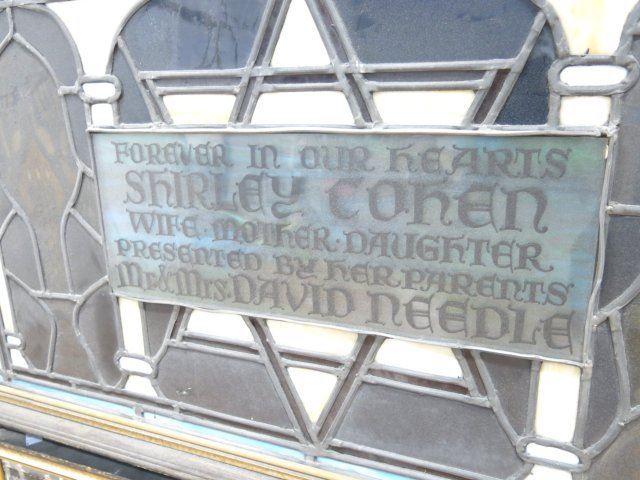 FOREVER IN OUR HEARTS
SHIRLEY COHEN
WIFE·MOTHER·DAUGHTER
PRESENTED BY HER PARENTS
Mr.&Mrs.DAVID NEEDLE